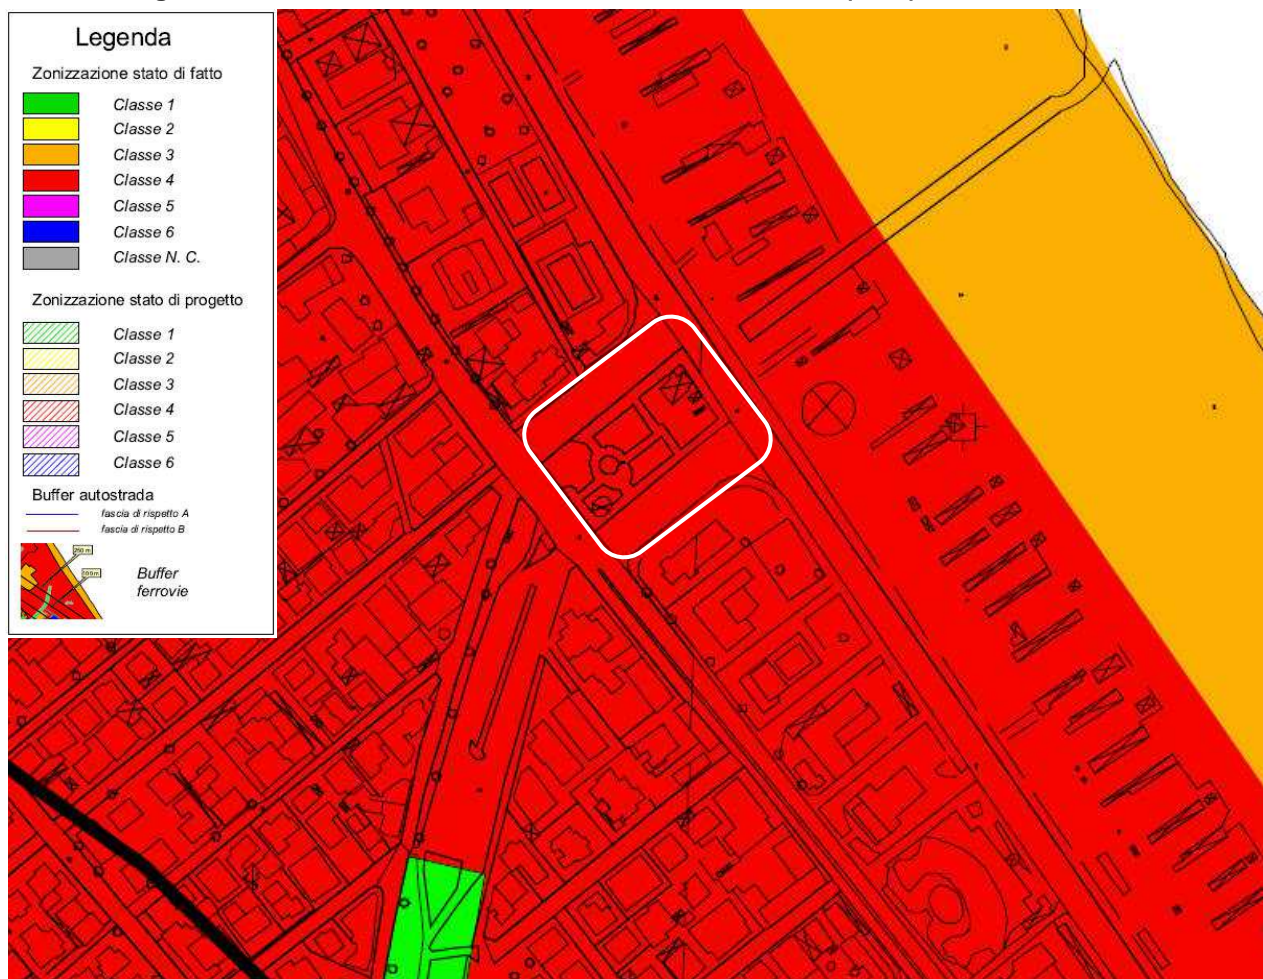 Legenda
Zonizzazione stato di fatto
Classe 1
Classe 2
Classe 3
Classe 4
Classe 5
Classe 6
Classe N. C.
Zonizzazione stato di progetto
Classe 1
Classe 2
Classe 3
Classe 4
Classe 5
Classe 6
Buffer autostrada
fascia di rispetto A
fascia di rispetto B
250 m
Buffer
ferrovie